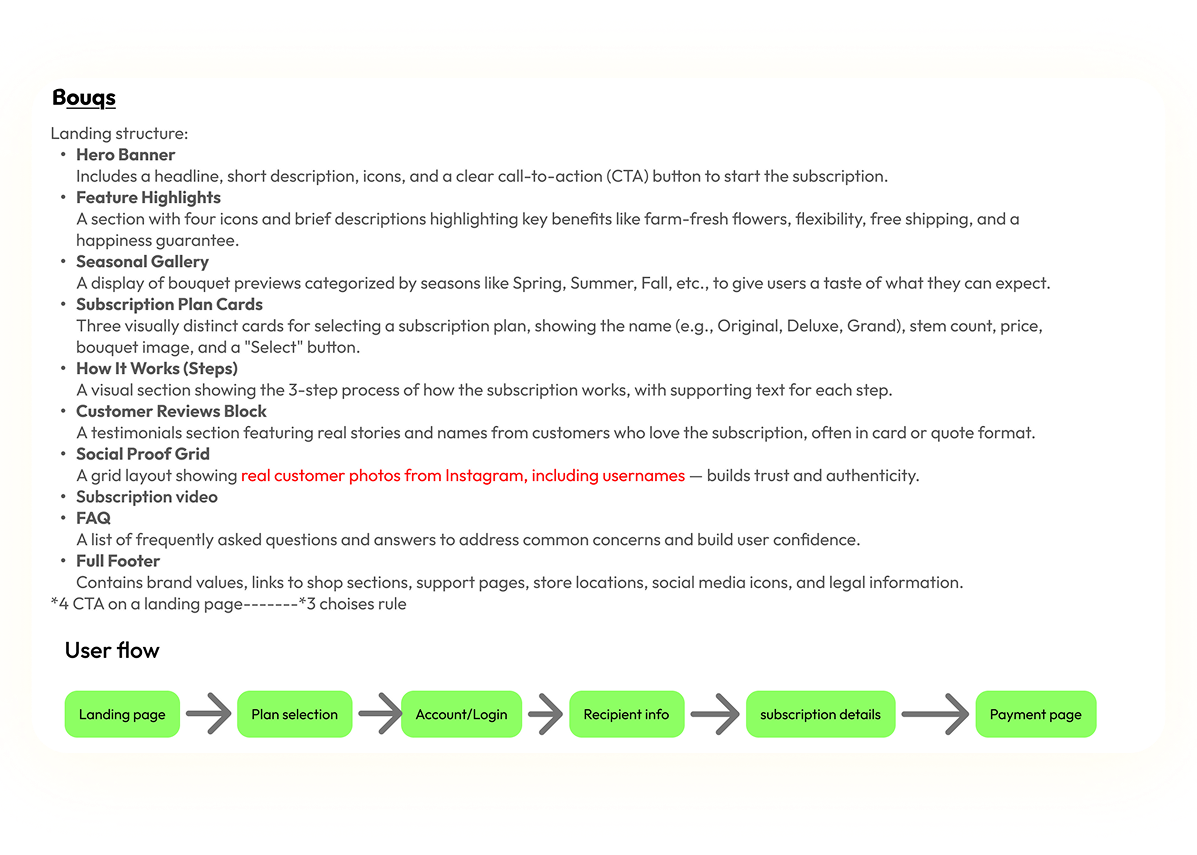 Bouqs
Landing structure:
• Hero Banner
Includes a headline, short description, icons, and a clear call-to-action (CTA) button to start the subscription.
• Feature Highlights
A section with four icons and brief descriptions highlighting key benefits like farm-fresh flowers, flexibility, free shipping, and a
happiness guarantee.
• Seasonal Gallery
A display of bouquet previews categorized by seasons like Spring, Summer, Fall, etc., to give users a taste of what they can expect.
• Subscription Plan Cards
Three visually distinct cards for selecting a subscription plan, showing the name (e.g., Original, Deluxe, Grand), stem count, price,
bouquet image, and a "Select" button.
• How It Works (Steps)
A visual section showing the 3-step process of how the subscription works, with supporting text for each step.
• Customer Reviews Block
A testimonials section featuring real stories and names from customers who love the subscription, often in card or quote format.
• Social Proof Grid
A grid layout showing real customer photos from Instagram, including usernames — builds trust and authenticity.
• Subscription video
• FAQ
A list of frequently asked questions and answers to address common concerns and build user confidence.
• Full Footer
Contains brand values, links to shop sections, support pages, store locations, social media icons, and legal information.
*4 CTA on a landing page-------*3 choises rule
User flow
Landing page
Plan selection
Account/Login
Recipient info
subscription details
Payment page